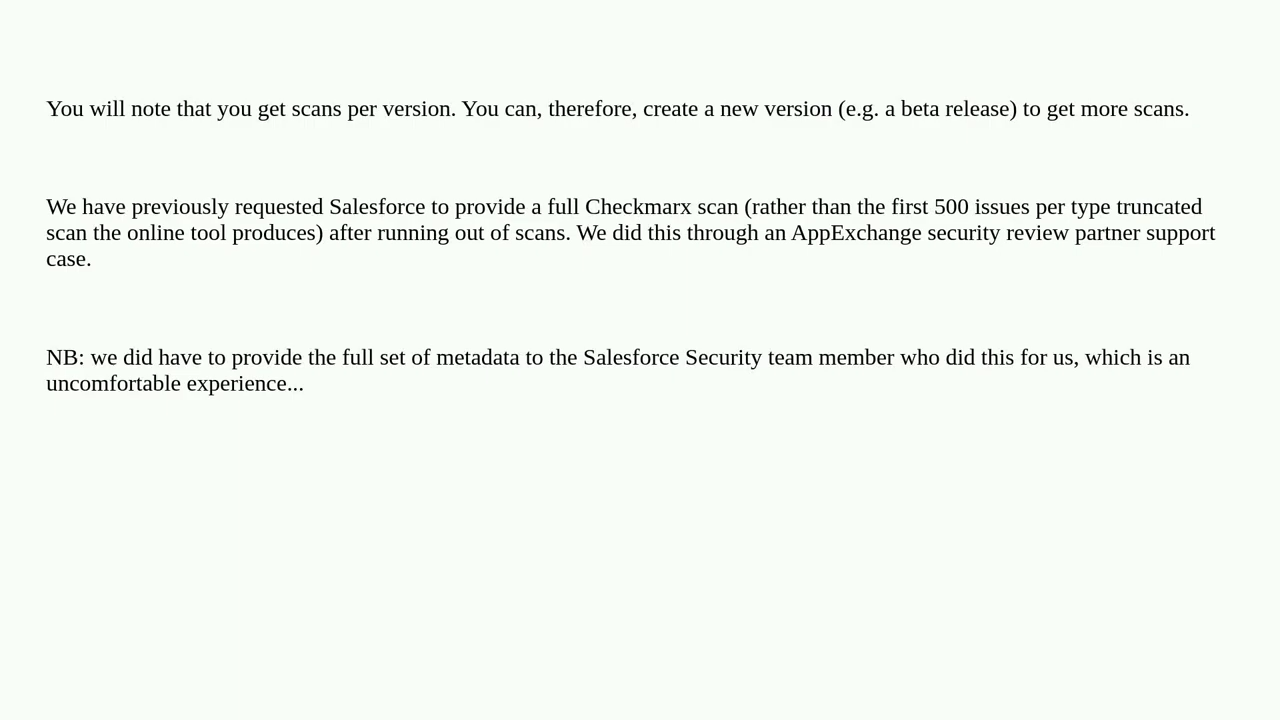 You will note that you get scans per version. You can, therefore, create a new version (e.g. a beta release) to get more scans.
We have previously requested Salesforce to provide a full Checkmarx scan (rather than the first 500 issues per type truncated
scan the online tool produces) after running out of scans. We did this through an AppExchange security review partner support
case.
NB: we did have to provide the full set of metadata to the Salesforce Security team member who did this for us, which is an
uncomfortable experience...